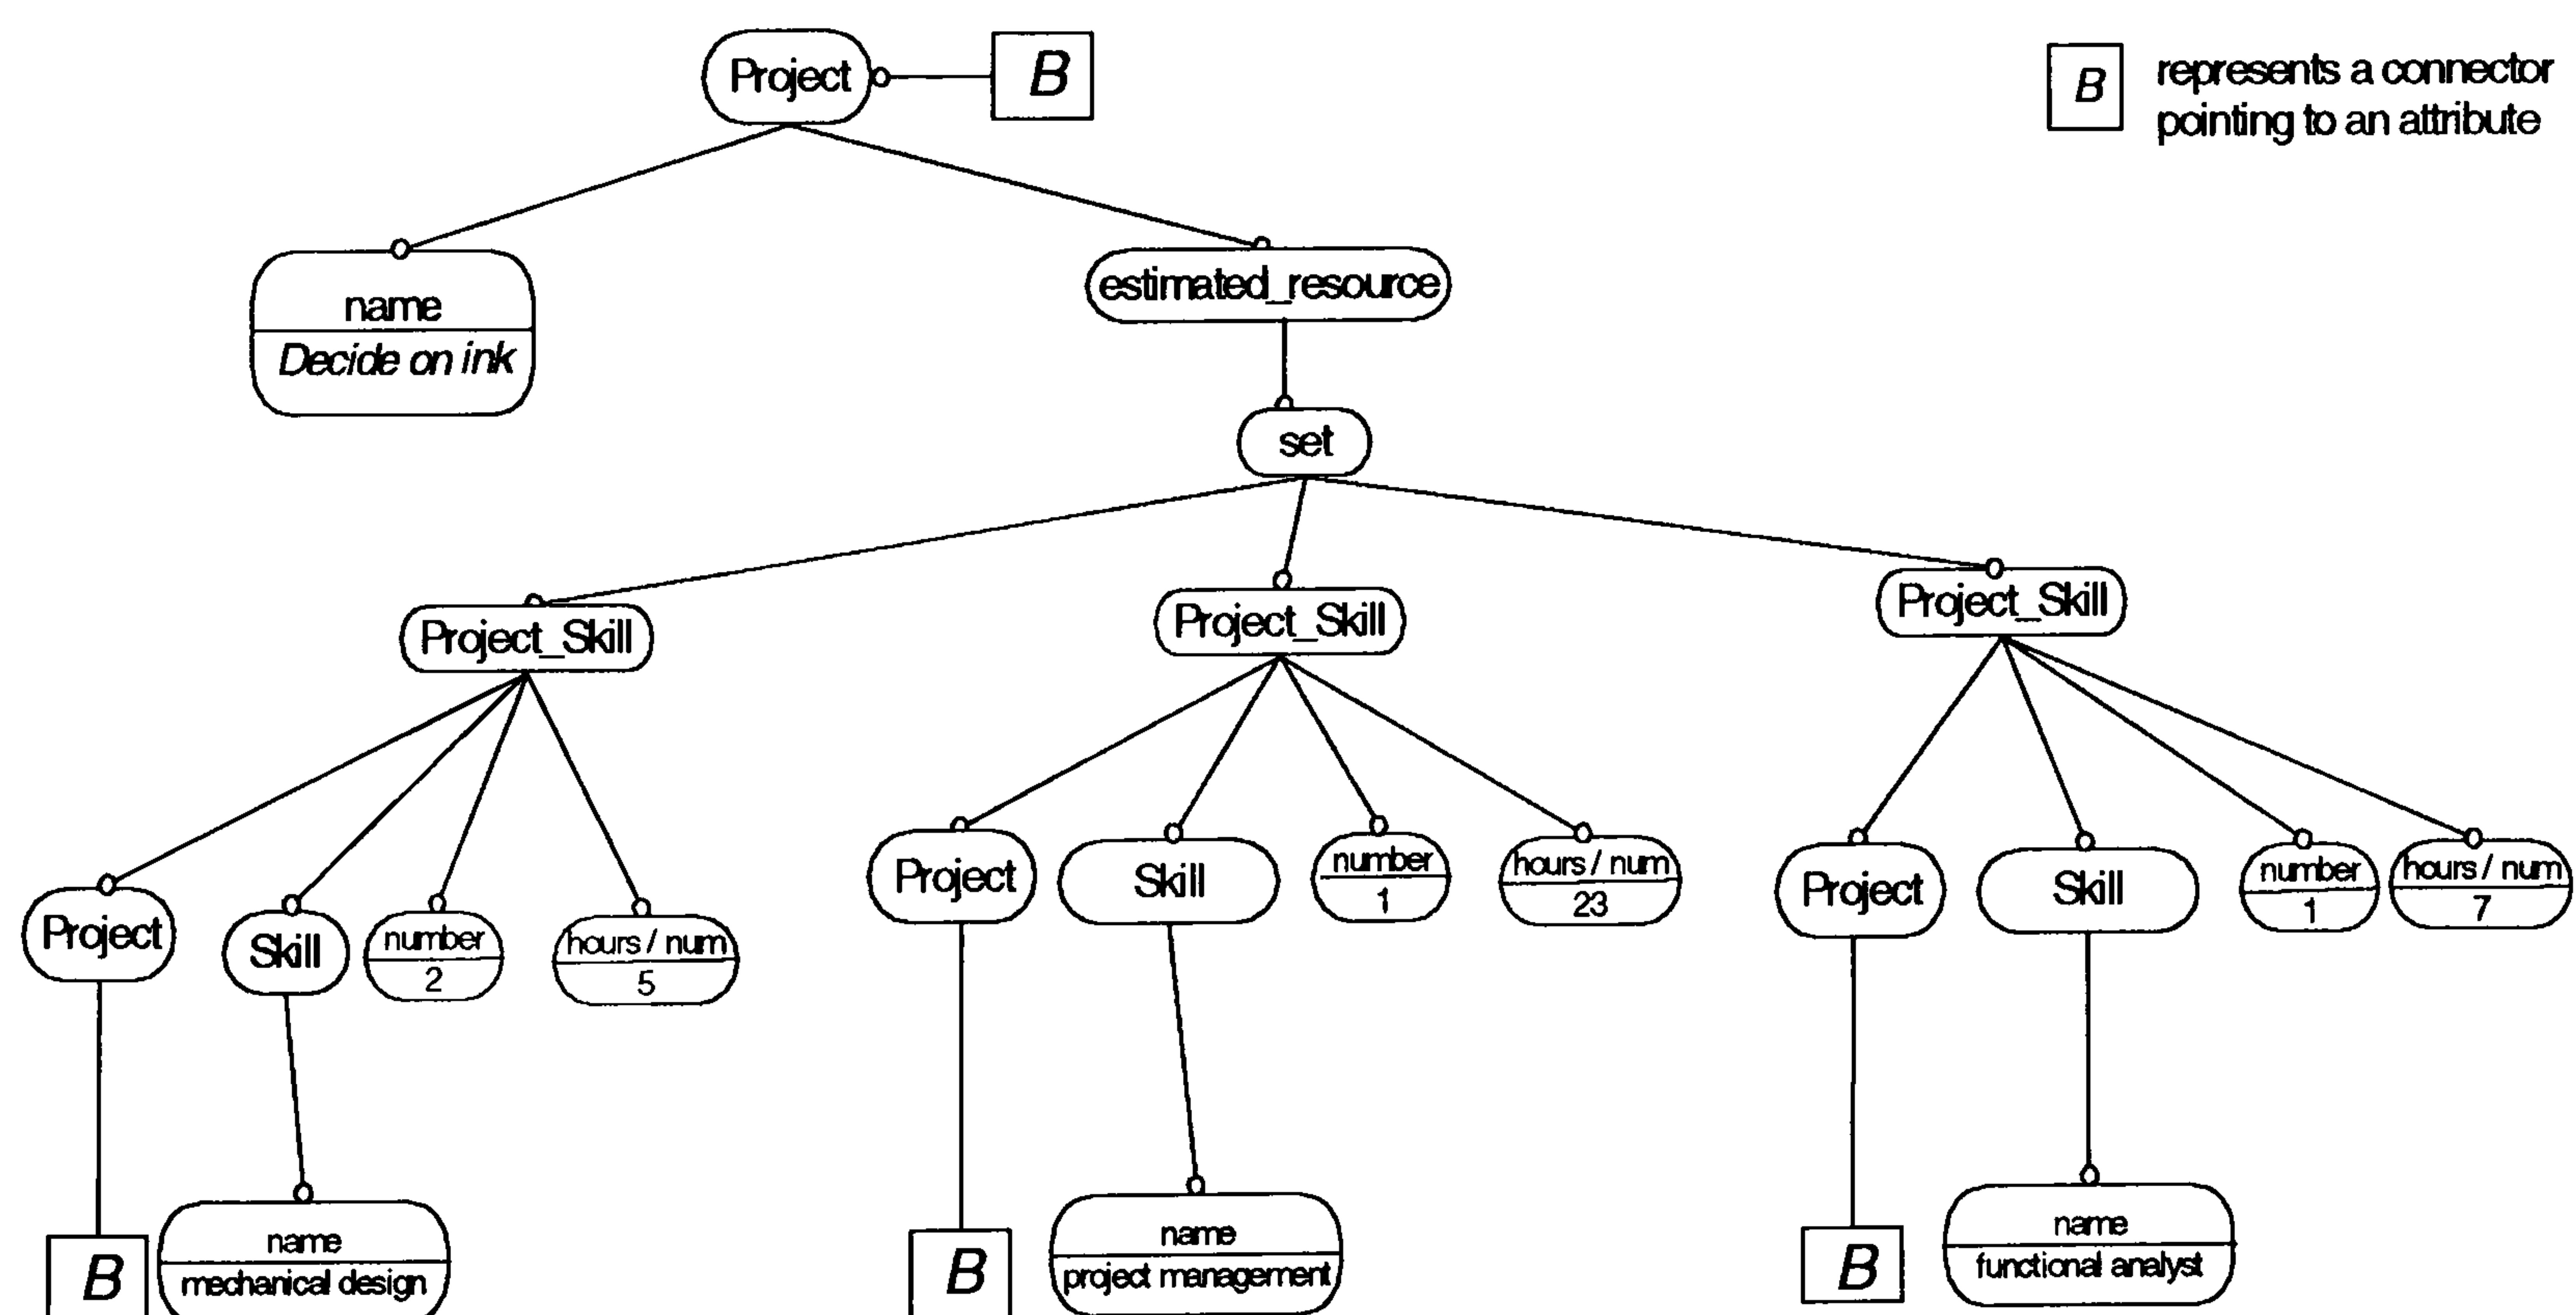 Project
B
B
represents a connector
pointing to an attribute
name
Decide on ink
estimated_resource
set
Project_Skill
Project_Skill
Project_Skill
Project
Skill
number
2
hours / num
5
Project
Skill
number
1
hours / num
23
Project
Skill
number
1
hours / num
7
B
name
mechanical design
B
name
project management
B
name
functional analyst